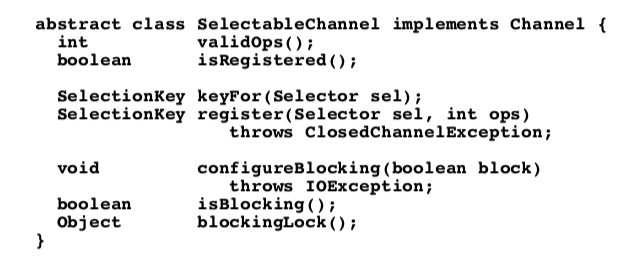 abstract class SelectableChannel implements Channel {
int validOps();
boolean isRegistered();
SelectionKey keyFor(Selector sel);
SelectionKey register(Selector sel, int ops)
throws ClosedChannelException;
void configureBlocking(boolean block)
throws IOException;
boolean isBlocking();
Object blockingLock();
}